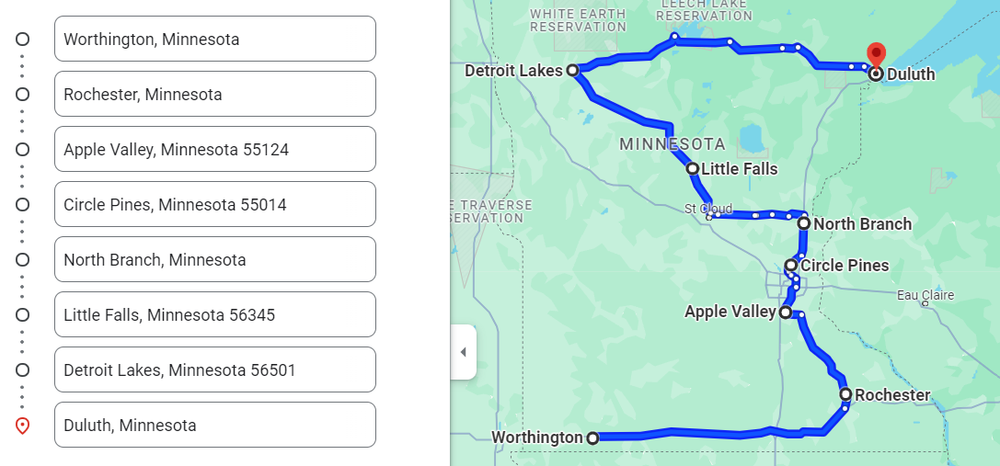 Worthington, Minnesota
Rochester, Minnesota
Apple Valley, Minnesota 55124
Circle Pines, Minnesota 55014
North Branch, Minnesota
Little Falls, Minnesota 56345
Detroit Lakes, Minnesota 56501
Duluth, Minnesota
LEECH LAKE
RESERVATION
WHITE EARTH
RESERVATION
Detroit Lakes
Duluth
MINNESOTA
Little Falls
E TRAVERSE
SERVATION
St Cloud
North Branch
Circle Pines
Eau Claire
Apple Valley
Rochester
Worthington